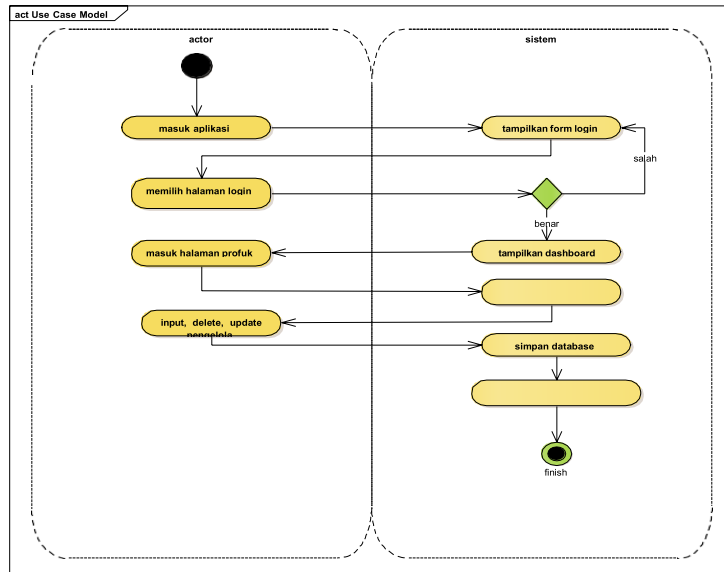 act Use Case Model
actor
sistem
masuk aplikasi
tampilkan form login
salah
memilih halaman login
benar
masuk halaman profuk
tampilkan dashboard
input, delete, update
pengelola
simpan database
finish